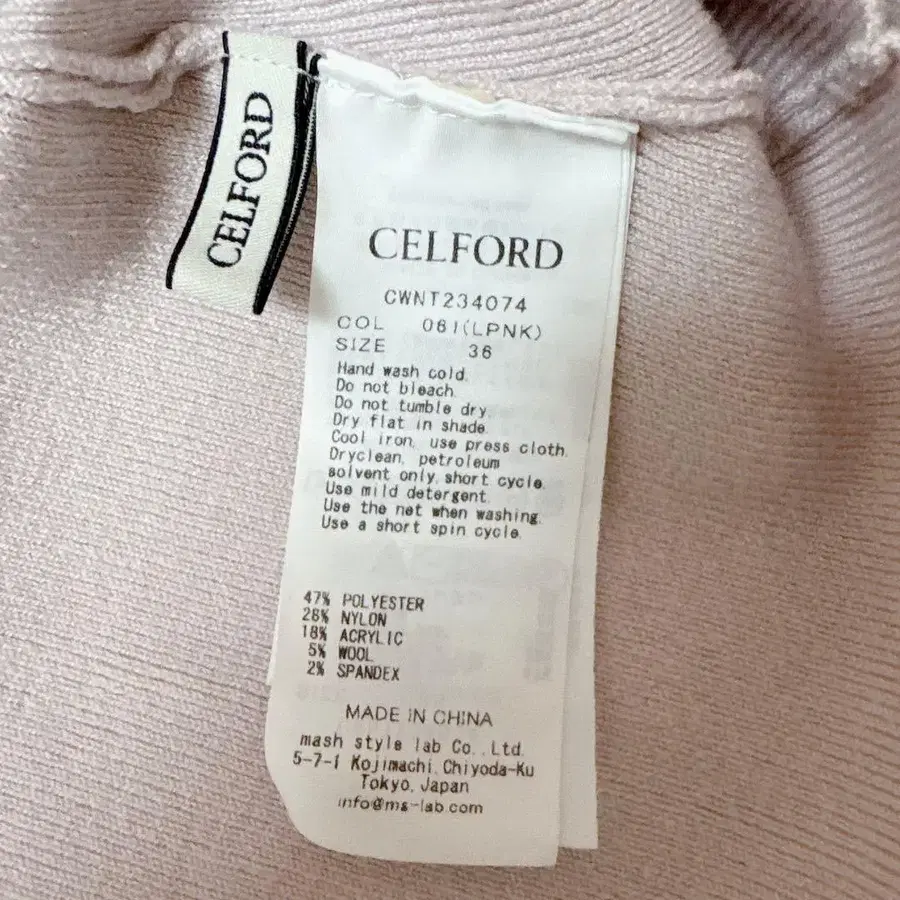 CELFORD
CELFORD
CWNT234074
COL 081(LPNK)
SIZE 36
Hand wash cold.
Do not bleach.
Do not tumble dry.
Dry flat in shade.
Cool iron, use press cloth.
Dryclean, petroleum
solvent only, short cycle.
Use mild detergent.
Use the net when washing.
Use a short spin cycle.
47% POLYESTER
28% NYLON
18% ACRYLIC
5% WOOL
2% SPANDEX
MADE IN CHINA
mash style lab Co., Ltd.
5-7-1 Kojimachi, Chiyoda-Ku
Tokyo, Japan
info@ms-lab.com